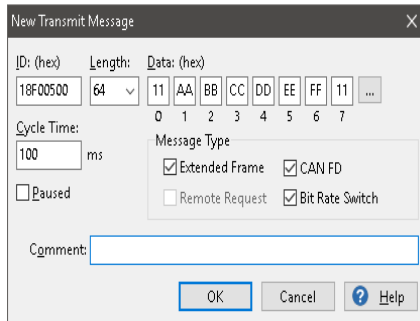 New Transmit Message X
ID: (hex) Length: Data: (hex)
18F00500 64 11 AA BB CC DD EE FF 11 ...
0 1 2 3 4 5 6 7
Cycle Time:
100 ms
Message Type
Extended Frame CAN FD
Paused
Remote Request Bit Rate Switch
Comment:
OK Cancel ? Help